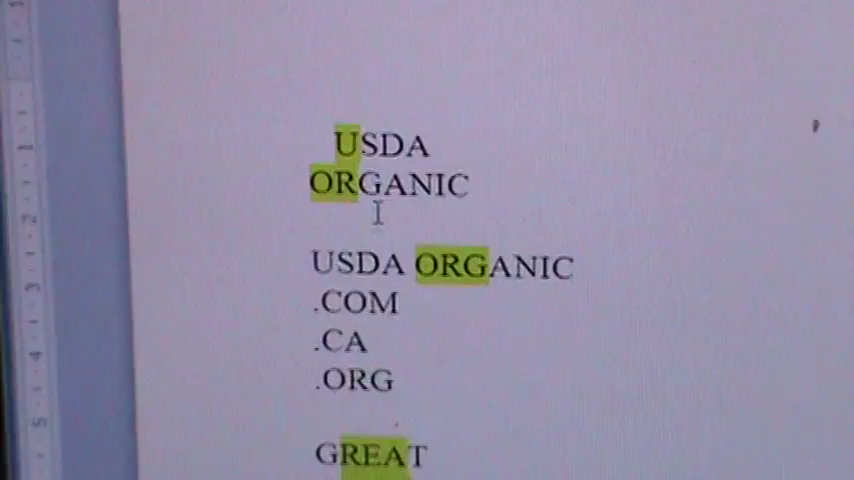 USDA
ORGANIC
USDA ORGANIC
.COM
.CA
.ORG
GREAT